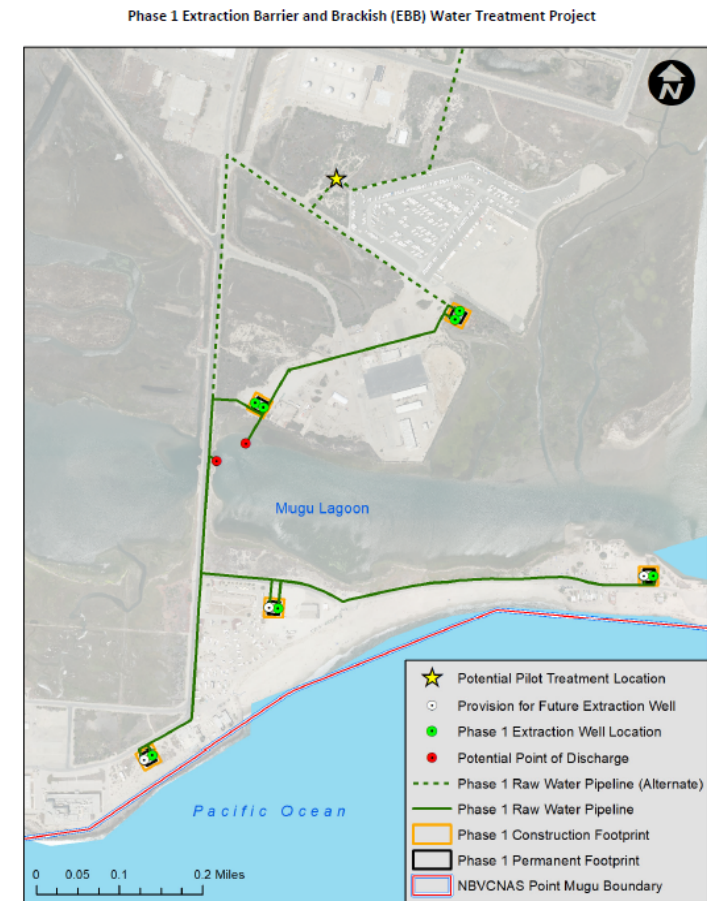 Phase 1 Extraction Barrier and Brackish (EBB) Water Treatment Project
N
Mugu Lagoon
Pacific Ocean
Potential Pilot Treatment Location
Provision for Future Extraction Well
Phase 1 Extraction Well Location
Potential Point of Discharge
Phase 1 Raw Water Pipeline (Alternate)
Phase 1 Raw Water Pipeline
Phase 1 Construction Footprint
Phase 1 Permanent Footprint
NBVCNAS Point Mugu Boundary
0 0.05 0.1 0.2 Miles